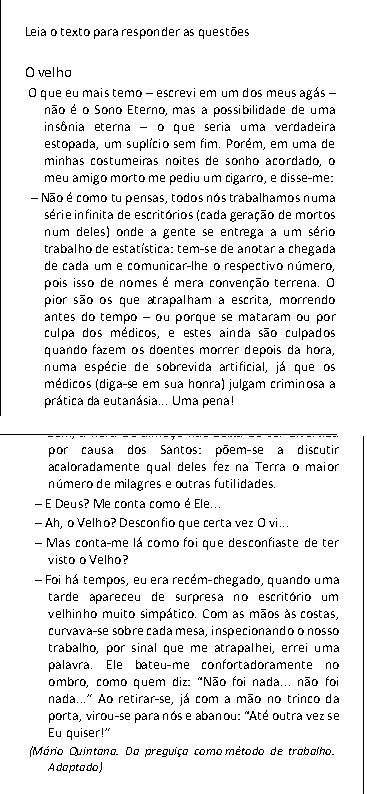 Leia o texto para responder as questões
O velho
O que eu mais temo – escrevi em um dos meus agás –
não é o Sono Eterno, mas a possibilidade de uma
insônia eterna – o que seria uma verdadeira
estopada, um suplício sem fim. Porém, em uma de
minhas costumeiras noites de sonho acordado, o
meu amigo morto me pediu um cigarro, e disse-me:
– Não é como tu pensas, todos nós trabalhamos numa
série infinita de escritórios (cada geração de mortos
num deles) onde a gente se entrega a um sério
trabalho de estatística: tem-se de anotar a chegada
de cada um e comunicar-lhe o respectivo número,
pois isso de nomes é mera convenção terrena. O
pior são os que atrapalham a escrita, morrendo
antes do tempo – ou porque se mataram ou por
culpa dos médicos, e estes ainda são culpados
quando fazem os doentes morrer depois da hora,
numa espécie de sobrevida artificial, já que os
médicos (diga-se em sua honra) julgam criminosa a
prática da eutanásia... Uma pena!
por causa dos Santos: põem-se a discutir
acaloradamente qual deles fez na Terra o maior
número de milagres e outras futilidades.
– E Deus? Me conta como é Ele...
– Ah, o Velho? Desconfio que certa vez O vi...
– Mas conta-me lá como foi que desconfiaste de ter
visto o Velho?
– Foi há tempos, eu era recém-chegado, quando uma
tarde apareceu de surpresa no escritório um
velhinho muito simpático. Com as mãos às costas,
curvava-se sobre cada mesa, inspecionando o nosso
trabalho, por sinal que me atrapalhei, errei uma
palavra. Ele bateu-me confortadoramente no
ombro, como quem diz: “Não foi nada... não foi
nada...” Ao retirar-se, já com a mão no trinco da
porta, virou-se para nós e abanou: “Até outra vez se
Eu quiser!”
(Mário Quintana. Da preguiça como método de trabalho.
Adaptado)